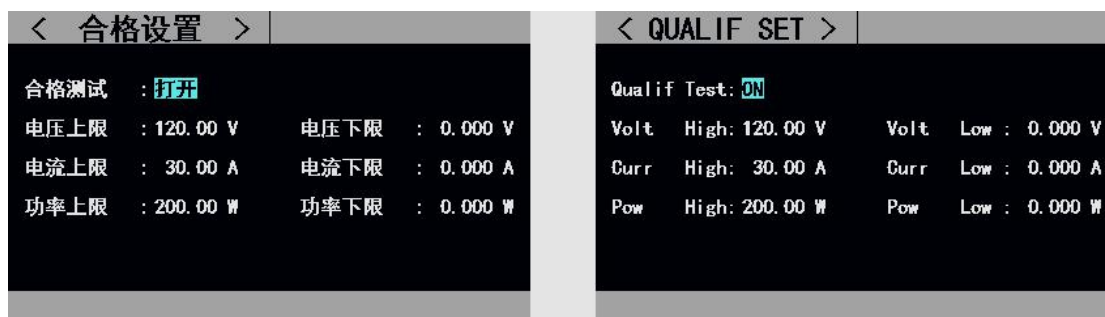 < 合格设置 >
合格测试 : 打开
电压上限 : 120.00 V 电压下限 : 0.000 V
电流上限 : 30.00 A 电流下限 : 0.000 A
功率上限 : 200.00 W 功率下限 : 0.000 W
< QUALIF SET >
Qualif Test: ON
Volt High: 120.00 V Volt Low : 0.000 V
Curr High: 30.00 A Curr Low : 0.000 A
Pow High: 200.00 W Pow Low : 0.000 W